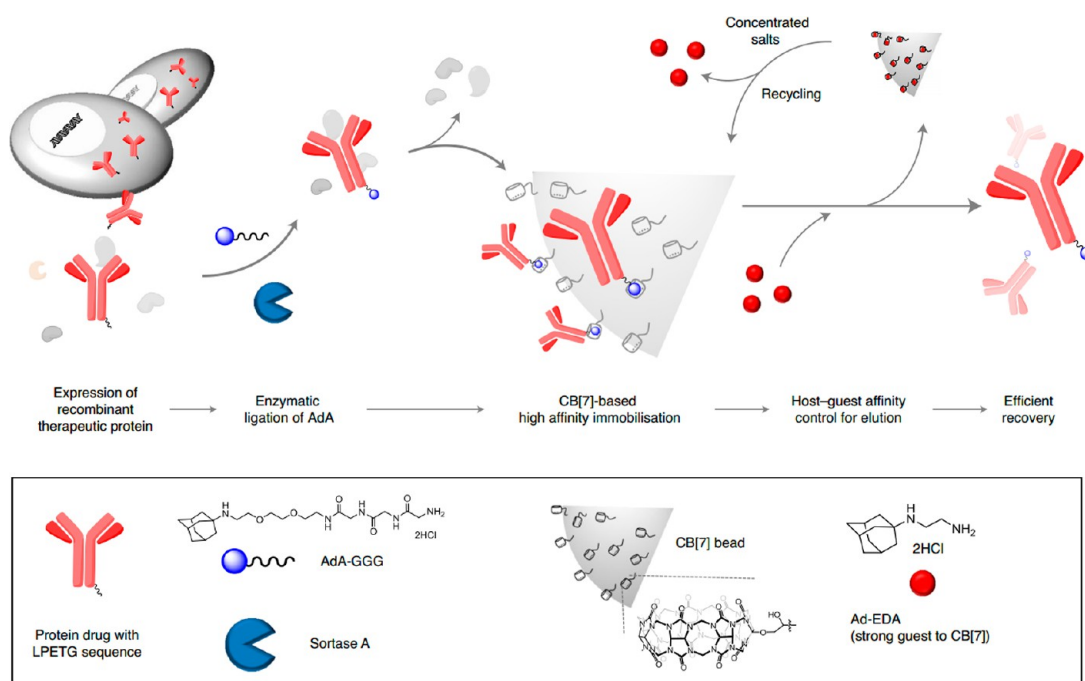 Concentrated
salts
Recycling
Expression of
recombinant
therapeutic protein
Enzymatic
ligation of AdA
CB[7]-based
high affinity immobilisation
Host–guest affinity
control for elution
Efficient
recovery
H
N
O
O
N
H
O
H
N
O
N
H
O
NH2
2HCl
AdA-GGG
Protein drug with
LPETG sequence
Sortase A
CB[7] bead
H
N
NH2
2HCl
Ad-EDA
(strong guest to CB[7])